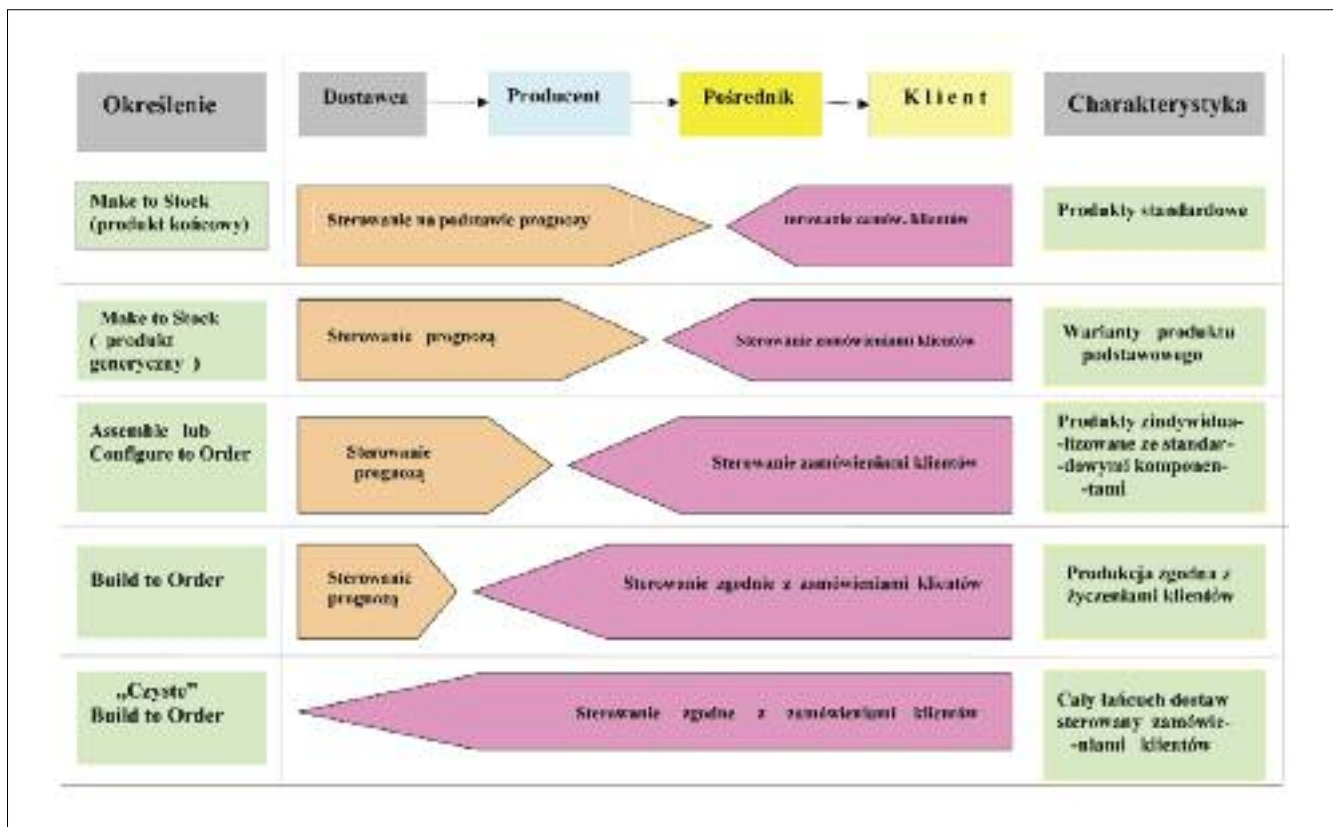 Określenie
Dostawca
Producent
Pośrednik
Klient
Charakterystyka
Make to Stock
(produkt końcowy)
Sterowanie na podstawie prognozy
terowanie zamów. klientów
Produkty standardowe
Make to Stock
( produkt
generyczny )
Sterowanie prognozą
Sterowanie zamówieniami klientów
Warianty produktu
podstawowego
Assemble lub
Configure to Order
Sterowanie
prognozą
Sterowanie zamówieniami klientów
Produkty zindywidua-
-lizowane ze standar-
-dowymi komponen-
-tami
Build to Order
Sterowanie
prognozą
Sterowanie zgodnie z zamówieniami klientów
Produkcja zgodna z
życzeniami klientów
„Czyste”
Build to Order
Sterowanie zgodne z zamówieniami klientów
Cały łańcuch dostaw
sterowany zamówie-
-niami klientów